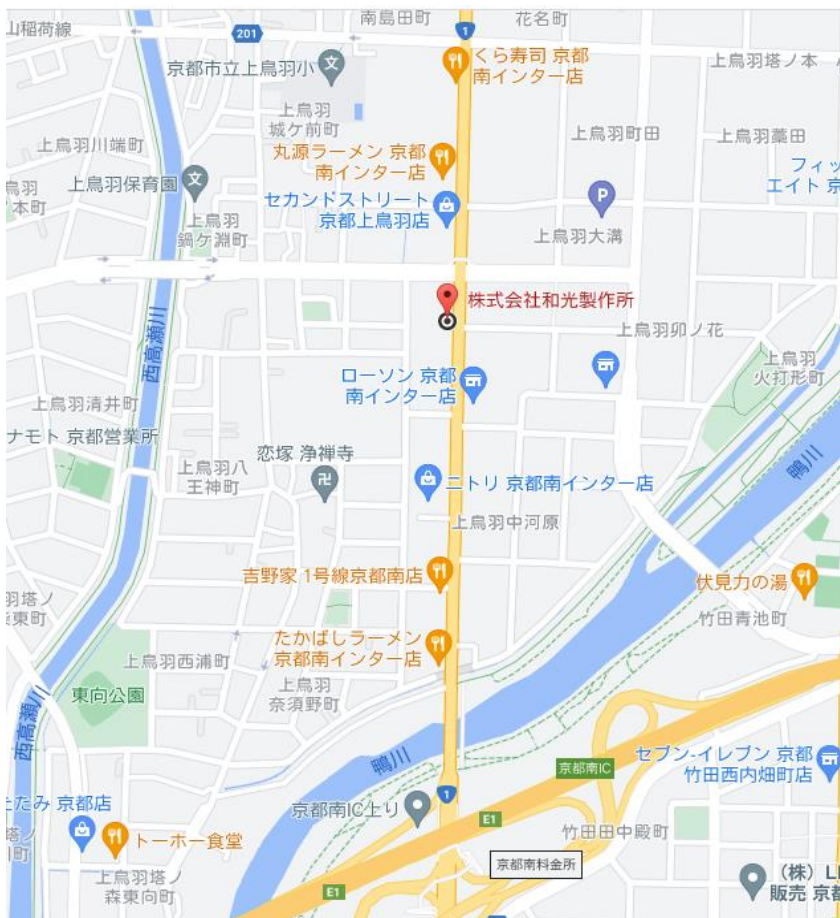 山稲荷線
201
南島田町
花名町
1
くら寿司 京都
南インター店
上鳥羽塔ノ本
京都市立上鳥羽小
上鳥羽
城ケ前町
上鳥羽町田
上鳥羽藁田
上鳥羽川端町
丸源ラーメン 京都
南インター店
フィッ
エイト 京
上鳥羽保育園
鳥羽
本町
セカンドストリート
京都上鳥羽店
P
上鳥羽
鍋ケ淵町
上鳥羽大溝
株式会社和光製作所
西高瀬川
上鳥羽卯ノ花
上鳥羽
火打形町
ローソン 京都
南インター店
上鳥羽清井町
ナモト 京都営業所
恋塚 浄禅寺
上鳥羽八
王神町
鴨川
ニトリ 京都南インター店
上鳥羽中河原
吉野家 1号線京都南店
伏見力の湯
羽塔ノ
東町
竹田青池町
たかばしラーメン
京都南インター店
上鳥羽西浦町
上鳥羽
奈須野町
東向公園
西高瀬川
鴨川
京都南IC
セブン-イレブン 京都
竹田西内畑町店
1
たたみ 京都店
京都南IC上り
E1
トーホー食堂
竹田田中殿町
塔ノ
川町
京都南料金所
上鳥羽塔ノ
森東向町
E1
(株) LI
販売 京都